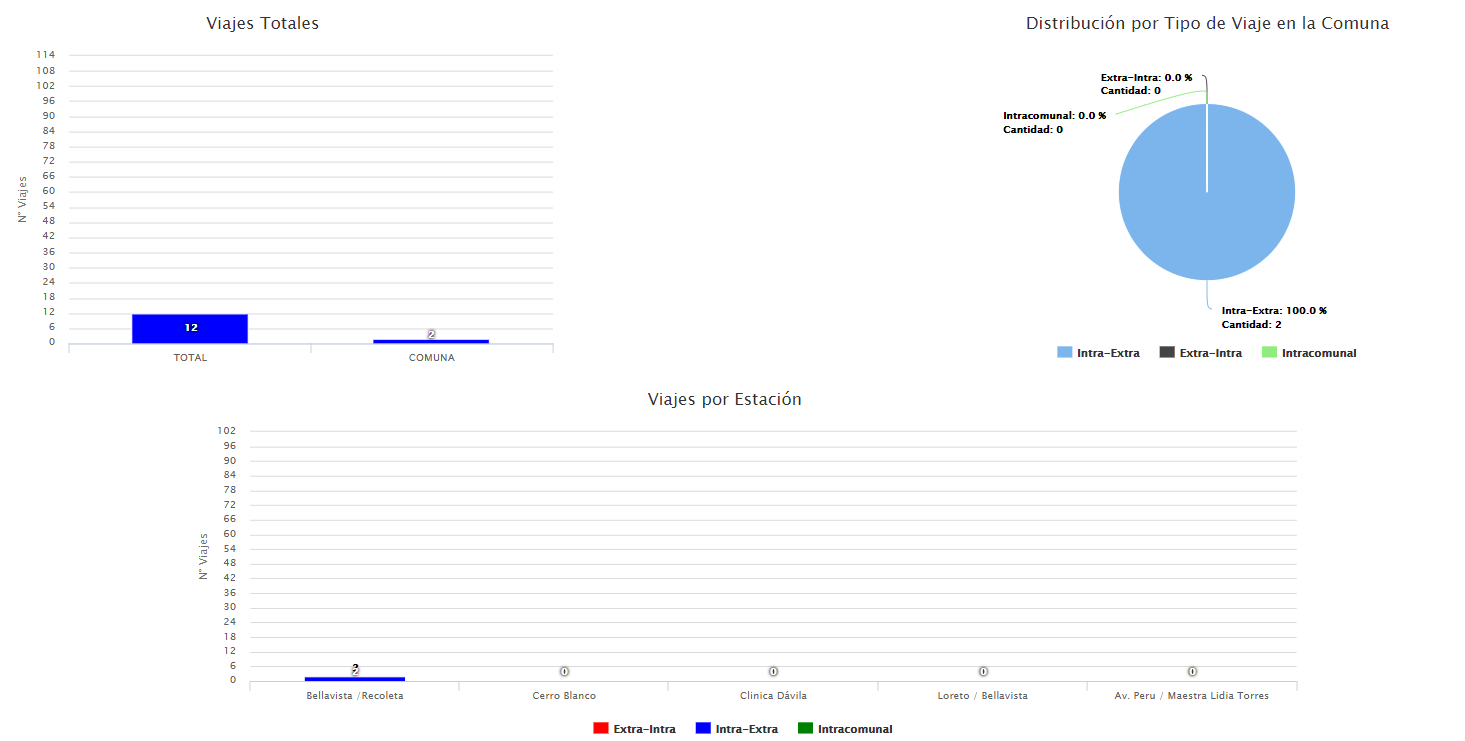 Viajes Totales
N° Viajes
114
108
102
96
90
84
78
72
66
60
54
48
42
36
30
24
18
12
6
0
12
2
TOTAL
COMUNA
Distribución por Tipo de Viaje en la Comuna
Extra-Intra: 0.0 %
Cantidad: 0
Intracomunal: 0.0 %
Cantidad: 0
Intra-Extra: 100.0 %
Cantidad: 2
Intra-Extra Extra-Intra Intracomunal
Viajes por Estación
N° Viajes
102
96
90
84
78
72
66
60
54
48
42
36
30
24
18
12
6
0
2
2
0
0
0
0
Bellavista /Recoleta
Cerro Blanco
Clinica Dávila
Loreto / Bellavista
Av. Peru / Maestra Lidia Torres
Extra-Intra Intra-Extra Intracomunal